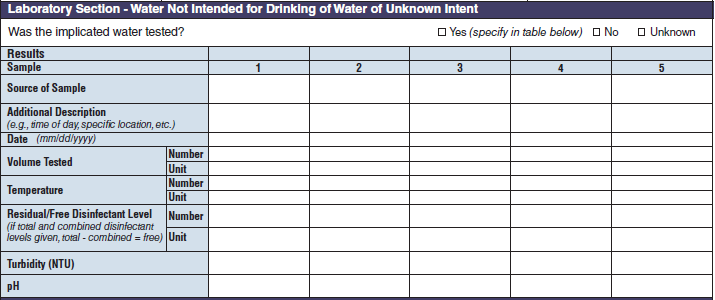 Laboratory Section - Water Not Intended for Drinking of Water of Unknown Intent
Was the implicated water tested? ☐ Yes (specify in table below) ☐ No ☐ Unknown
Results
Sample 1 2 3 4 5
Source of Sample
Additional Description
(e.g., time of day, specific location, etc.)
Date (mm/dd/yyyy)
Volume Tested Number
Unit
Temperature Number
Unit
Residual/Free Disinfectant Level Number
(if total and combined disinfectant
levels given, total - combined = free) Unit
Turbidity (NTU)
pH